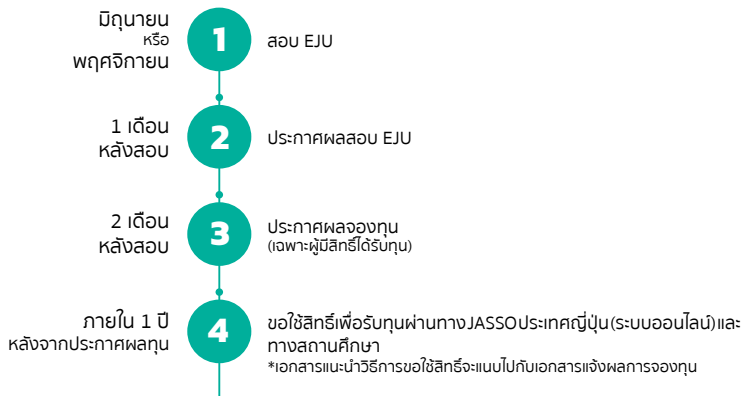 มิถุนายน
หรือ
พฤศจิกายน
1
สอบ EJU
1 เดือน
หลังสอบ
2
ประกาศผลสอบ EJU
2 เดือน
หลังสอบ
3
ประกาศผลจองทุน
(เฉพาะผู้มีสิทธิ์ได้รับทุน)
ภายใน 1 ปี
หลังจากประกาศผลทุน
4
ขอใช้สิทธิ์เพื่อรับทุนผ่านทางJASSOประเทศญี่ปุ่น(ระบบออนไลน์)และ
ทางสถานศึกษา
*เอกสารแนะนำวิธีการขอใช้สิทธิ์จะแนบไปกับเอกสารแจ้งผลการจองทุน